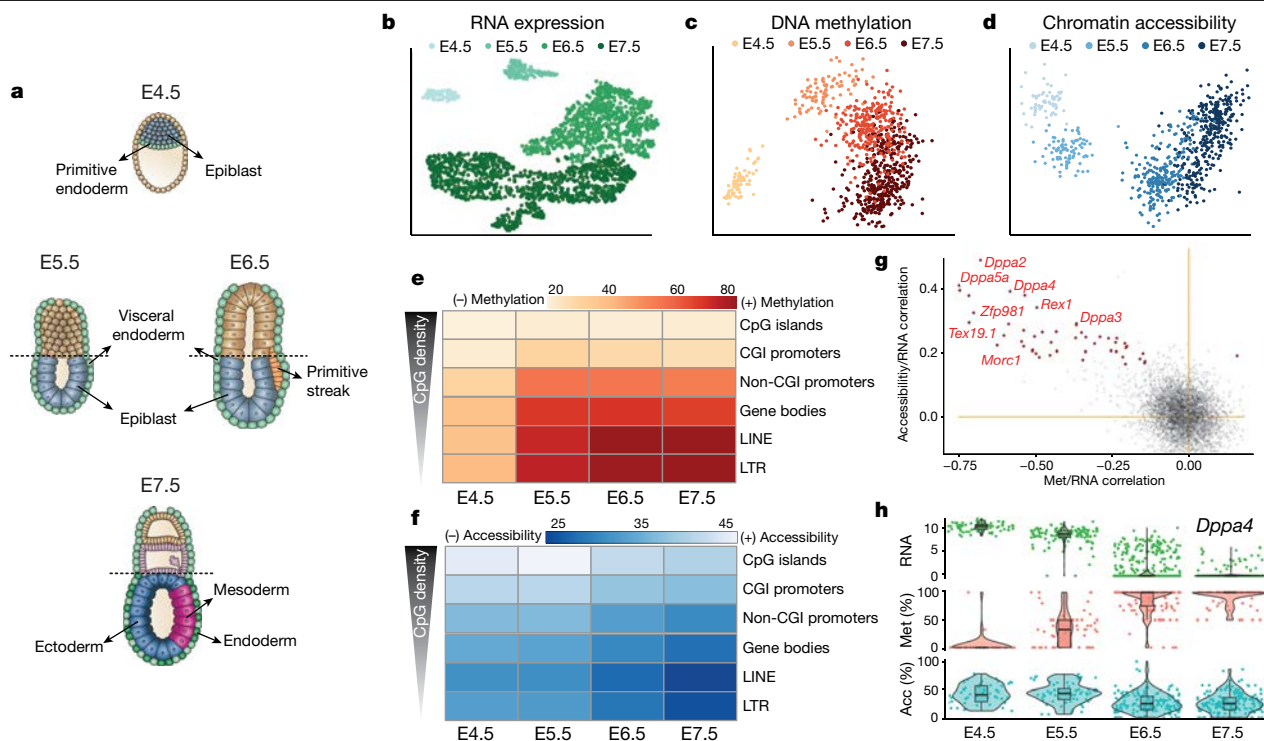 a
E4.5
Primitive
endoderm
Epiblast
E5.5
E6.5
Visceral
endoderm
Primitive
streak
Epiblast
E7.5
Mesoderm
Ectoderm
Endoderm
b
RNA expression
E4.5 E5.5 E6.5 E7.5
c
DNA methylation
E4.5 E5.5 E6.5 E7.5
d
Chromatin accessibility
E4.5 E5.5 E6.5 E7.5
e
(–) Methylation 20 40 60 80 (+) Methylation
CpG density
CpG islands
CGI promoters
Non-CGI promoters
Gene bodies
LINE
LTR
E4.5 E5.5 E6.5 E7.5
f
(–) Accessibility 25 35 45 (+) Accessibility
CpG density
CpG islands
CGI promoters
Non-CGI promoters
Gene bodies
LINE
LTR
E4.5 E5.5 E6.5 E7.5
g
Accessibility/RNA correlation
0.4
0.2
0.0
Dppa2
Dppa5a
Dppa4
Rex1
Zfp981
Dppa3
Tex19.1
Morc1
–0.75 –0.50 –0.25 0.00
Met/RNA correlation
h
Dppa4
RNA
10
5
0
Met (%)
100
50
0
Acc (%)
100
50
0
E4.5 E5.5 E6.5 E7.5